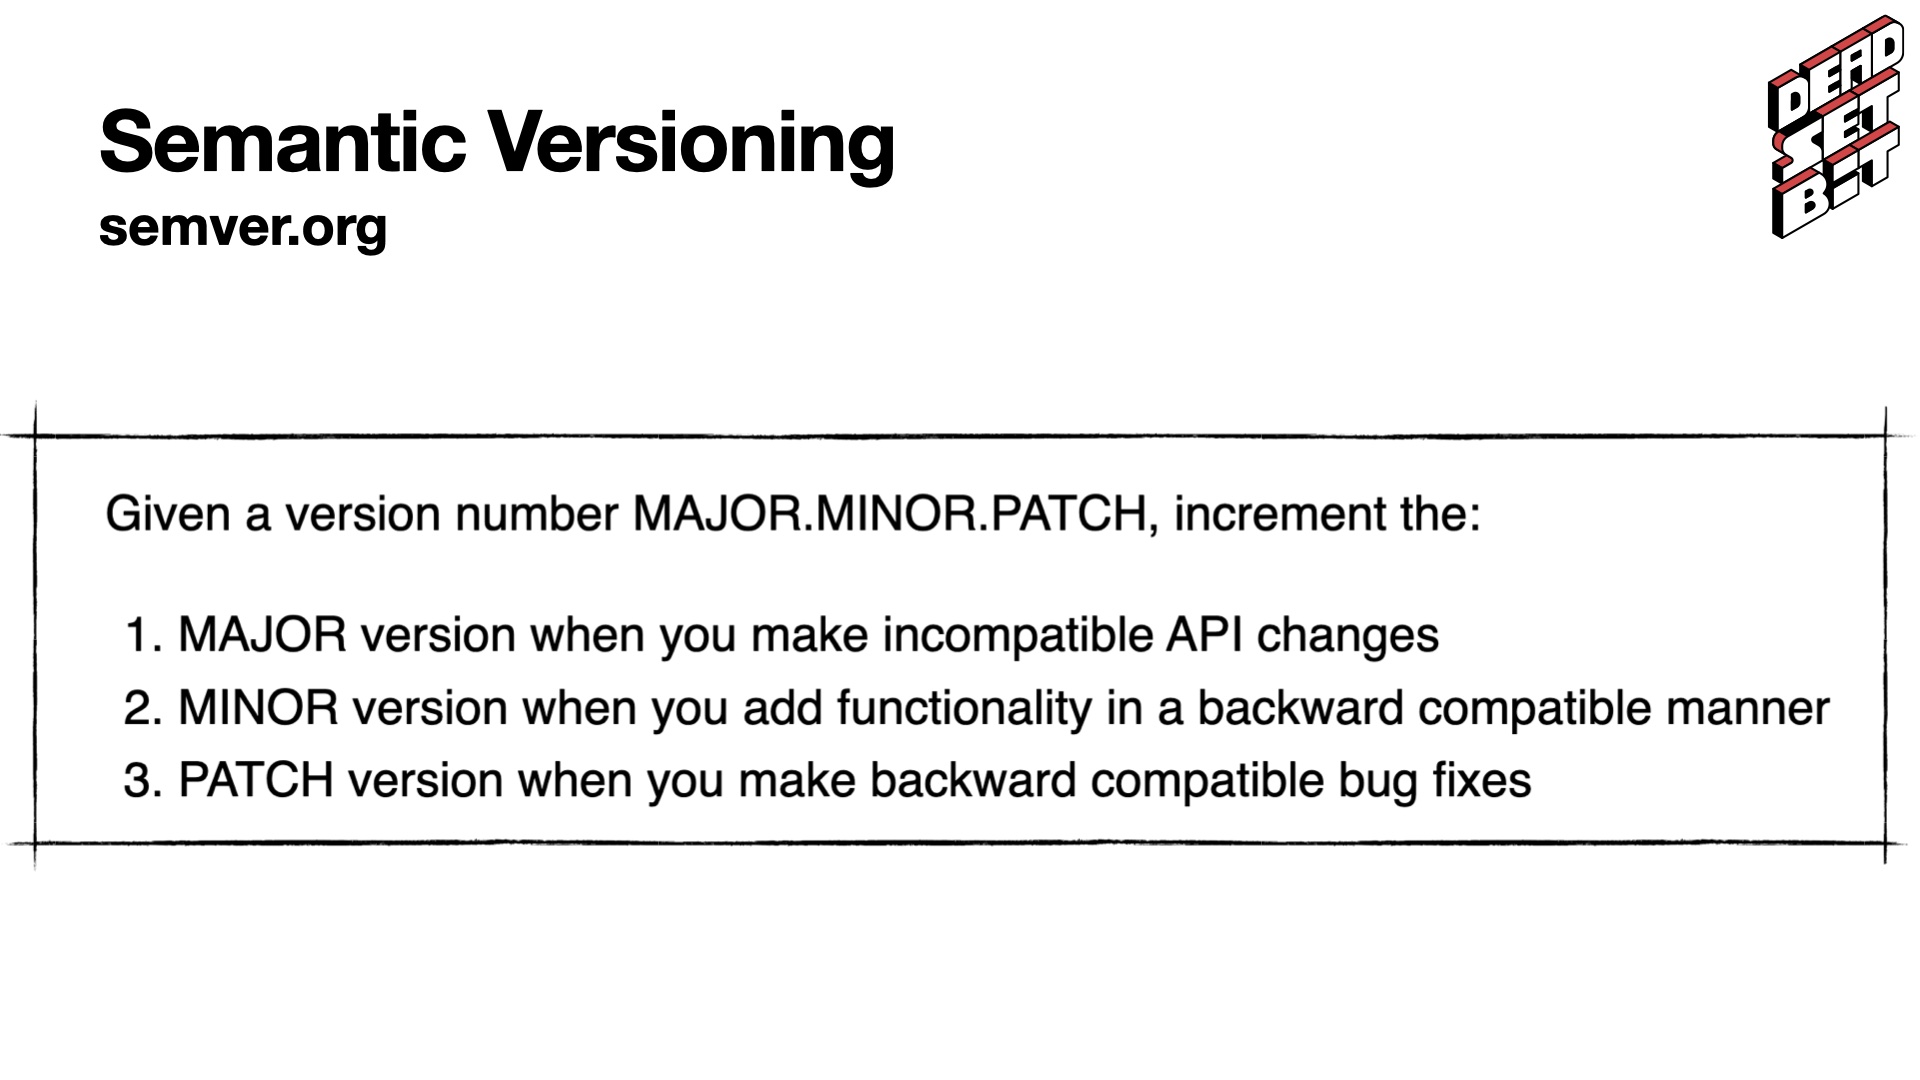 Semantic Versioning
semver.org
DEAD
SET
BIT
Given a version number MAJOR.MINOR.PATCH, increment the:
1. MAJOR version when you make incompatible API changes
2. MINOR version when you add functionality in a backward compatible manner
3. PATCH version when you make backward compatible bug fixes